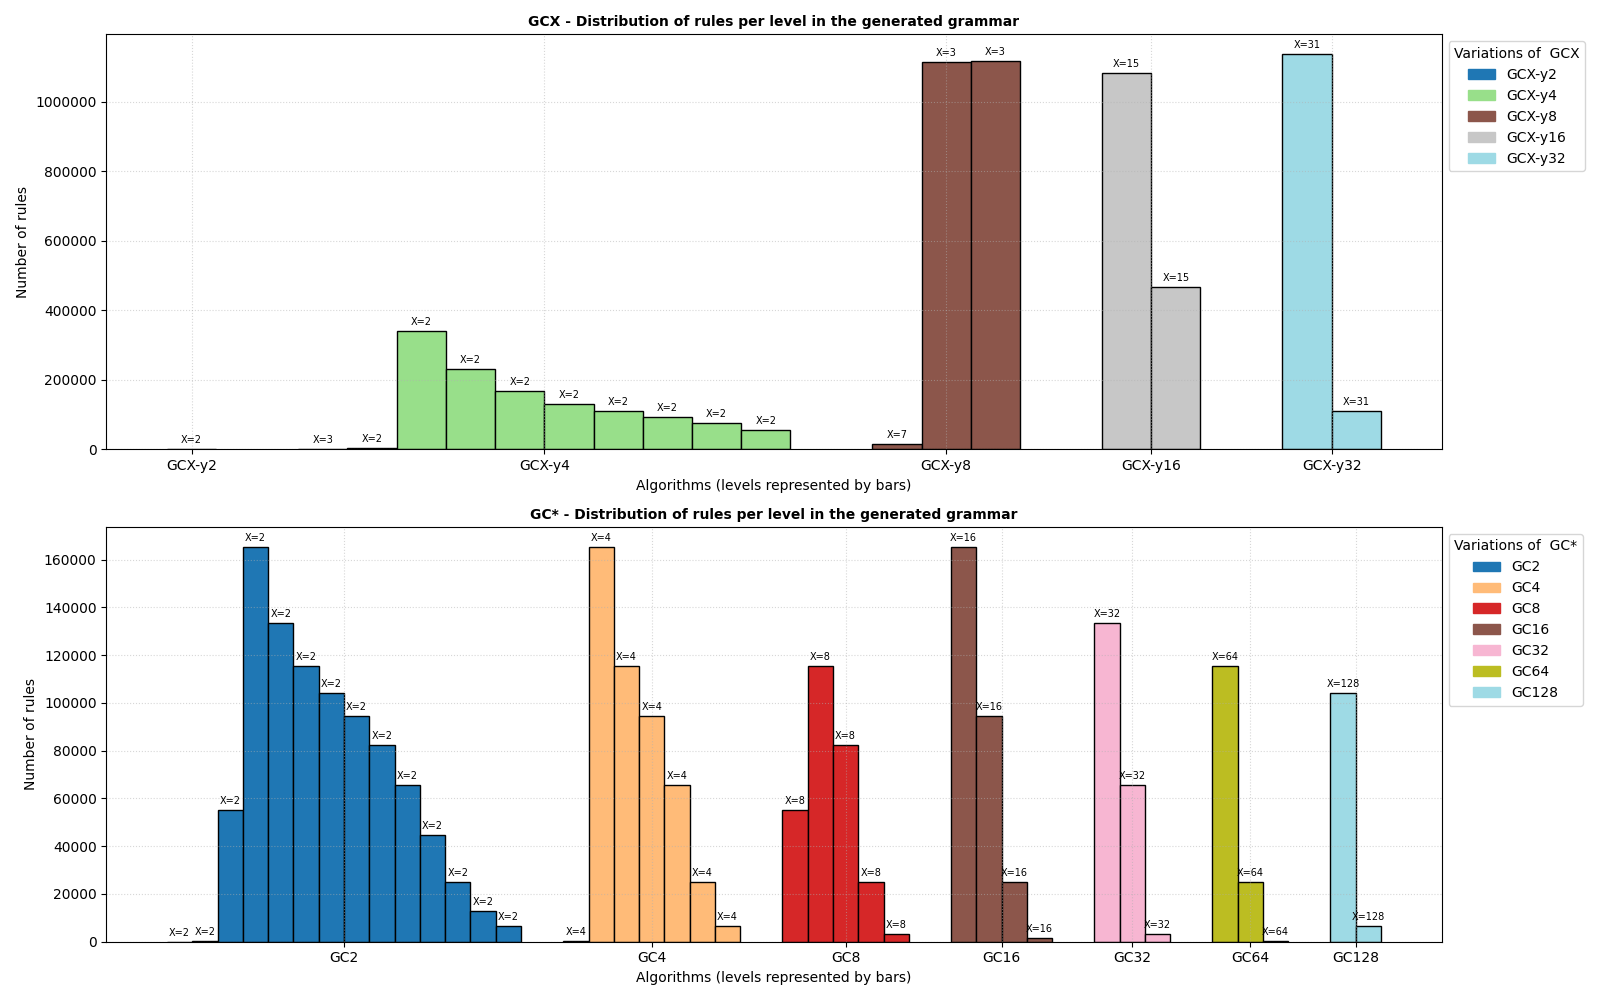 GCX - Distribution of rules per level in the generated grammar
Number of rules
1000000
800000
600000
400000
200000
0
X=2
X=3
X=2
X=2
X=2
X=2
X=2
X=2
X=2
X=2
X=2
X=7
X=3
X=3
X=15
X=15
X=31
X=31
GCX-y2
GCX-y4
GCX-y8
GCX-y16
GCX-y32
Algorithms (levels represented by bars)
Variations of GCX
GCX-y2
GCX-y4
GCX-y8
GCX-y16
GCX-y32
GC* - Distribution of rules per level in the generated grammar
Number of rules
160000
140000
120000
100000
80000
60000
40000
20000
0
X=2
X=2
X=2
X=2
X=2
X=2
X=2
X=2
X=2
X=2
X=2
X=2
X=2
X=2
X=4
X=4
X=4
X=4
X=4
X=4
X=4
X=8
X=8
X=8
X=8
X=8
X=16
X=16
X=16
X=16
X=32
X=32
X=32
X=64
X=64
X=64
X=128
X=128
GC2
GC4
GC8
GC16
GC32
GC64
GC128
Algorithms (levels represented by bars)
Variations of GC*
GC2
GC4
GC8
GC16
GC32
GC64
GC128